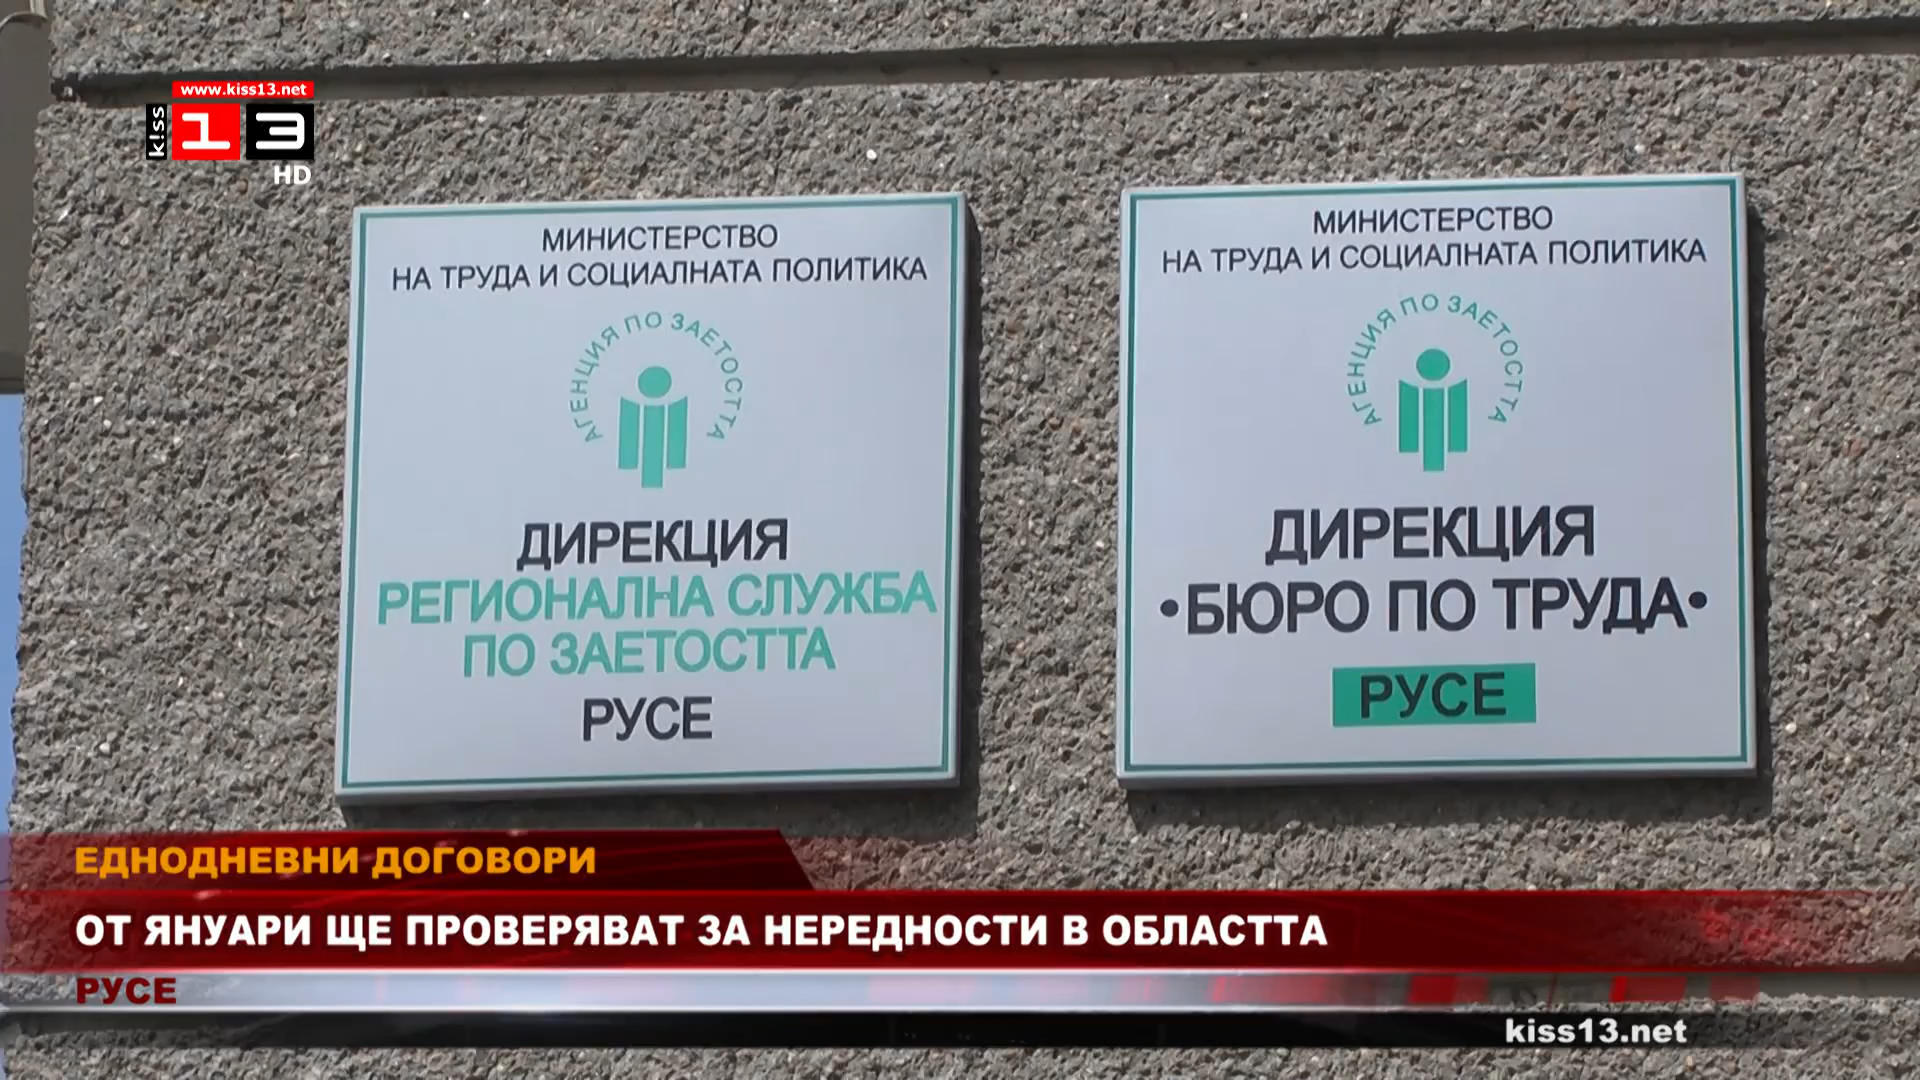 www.kiss13.net
kiss 13
HD
МИНИСТЕРСТВО
НА ТРУДА И СОЦИАЛНАТА ПОЛИТИКА
АГЕНЦИЯ ПО ЗАЕТОСТТА
ДИРЕКЦИЯ
РЕГИОНАЛНА СЛУЖБА
ПО ЗАЕТОСТТА
РУСЕ
МИНИСТЕРСТВО
НА ТРУДА И СОЦИАЛНАТА ПОЛИТИКА
АГЕНЦИЯ ПО ЗАЕТОСТТА
ДИРЕКЦИЯ
•БЮРО ПО ТРУДА•
РУСЕ
ЕДНОДНЕВНИ ДОГОВОРИ
ОТ ЯНУАРИ ЩЕ ПРОВЕРЯВАТ ЗА НЕРЕДНОСТИ В ОБЛАСТТА
РУСЕ
kiss13.net